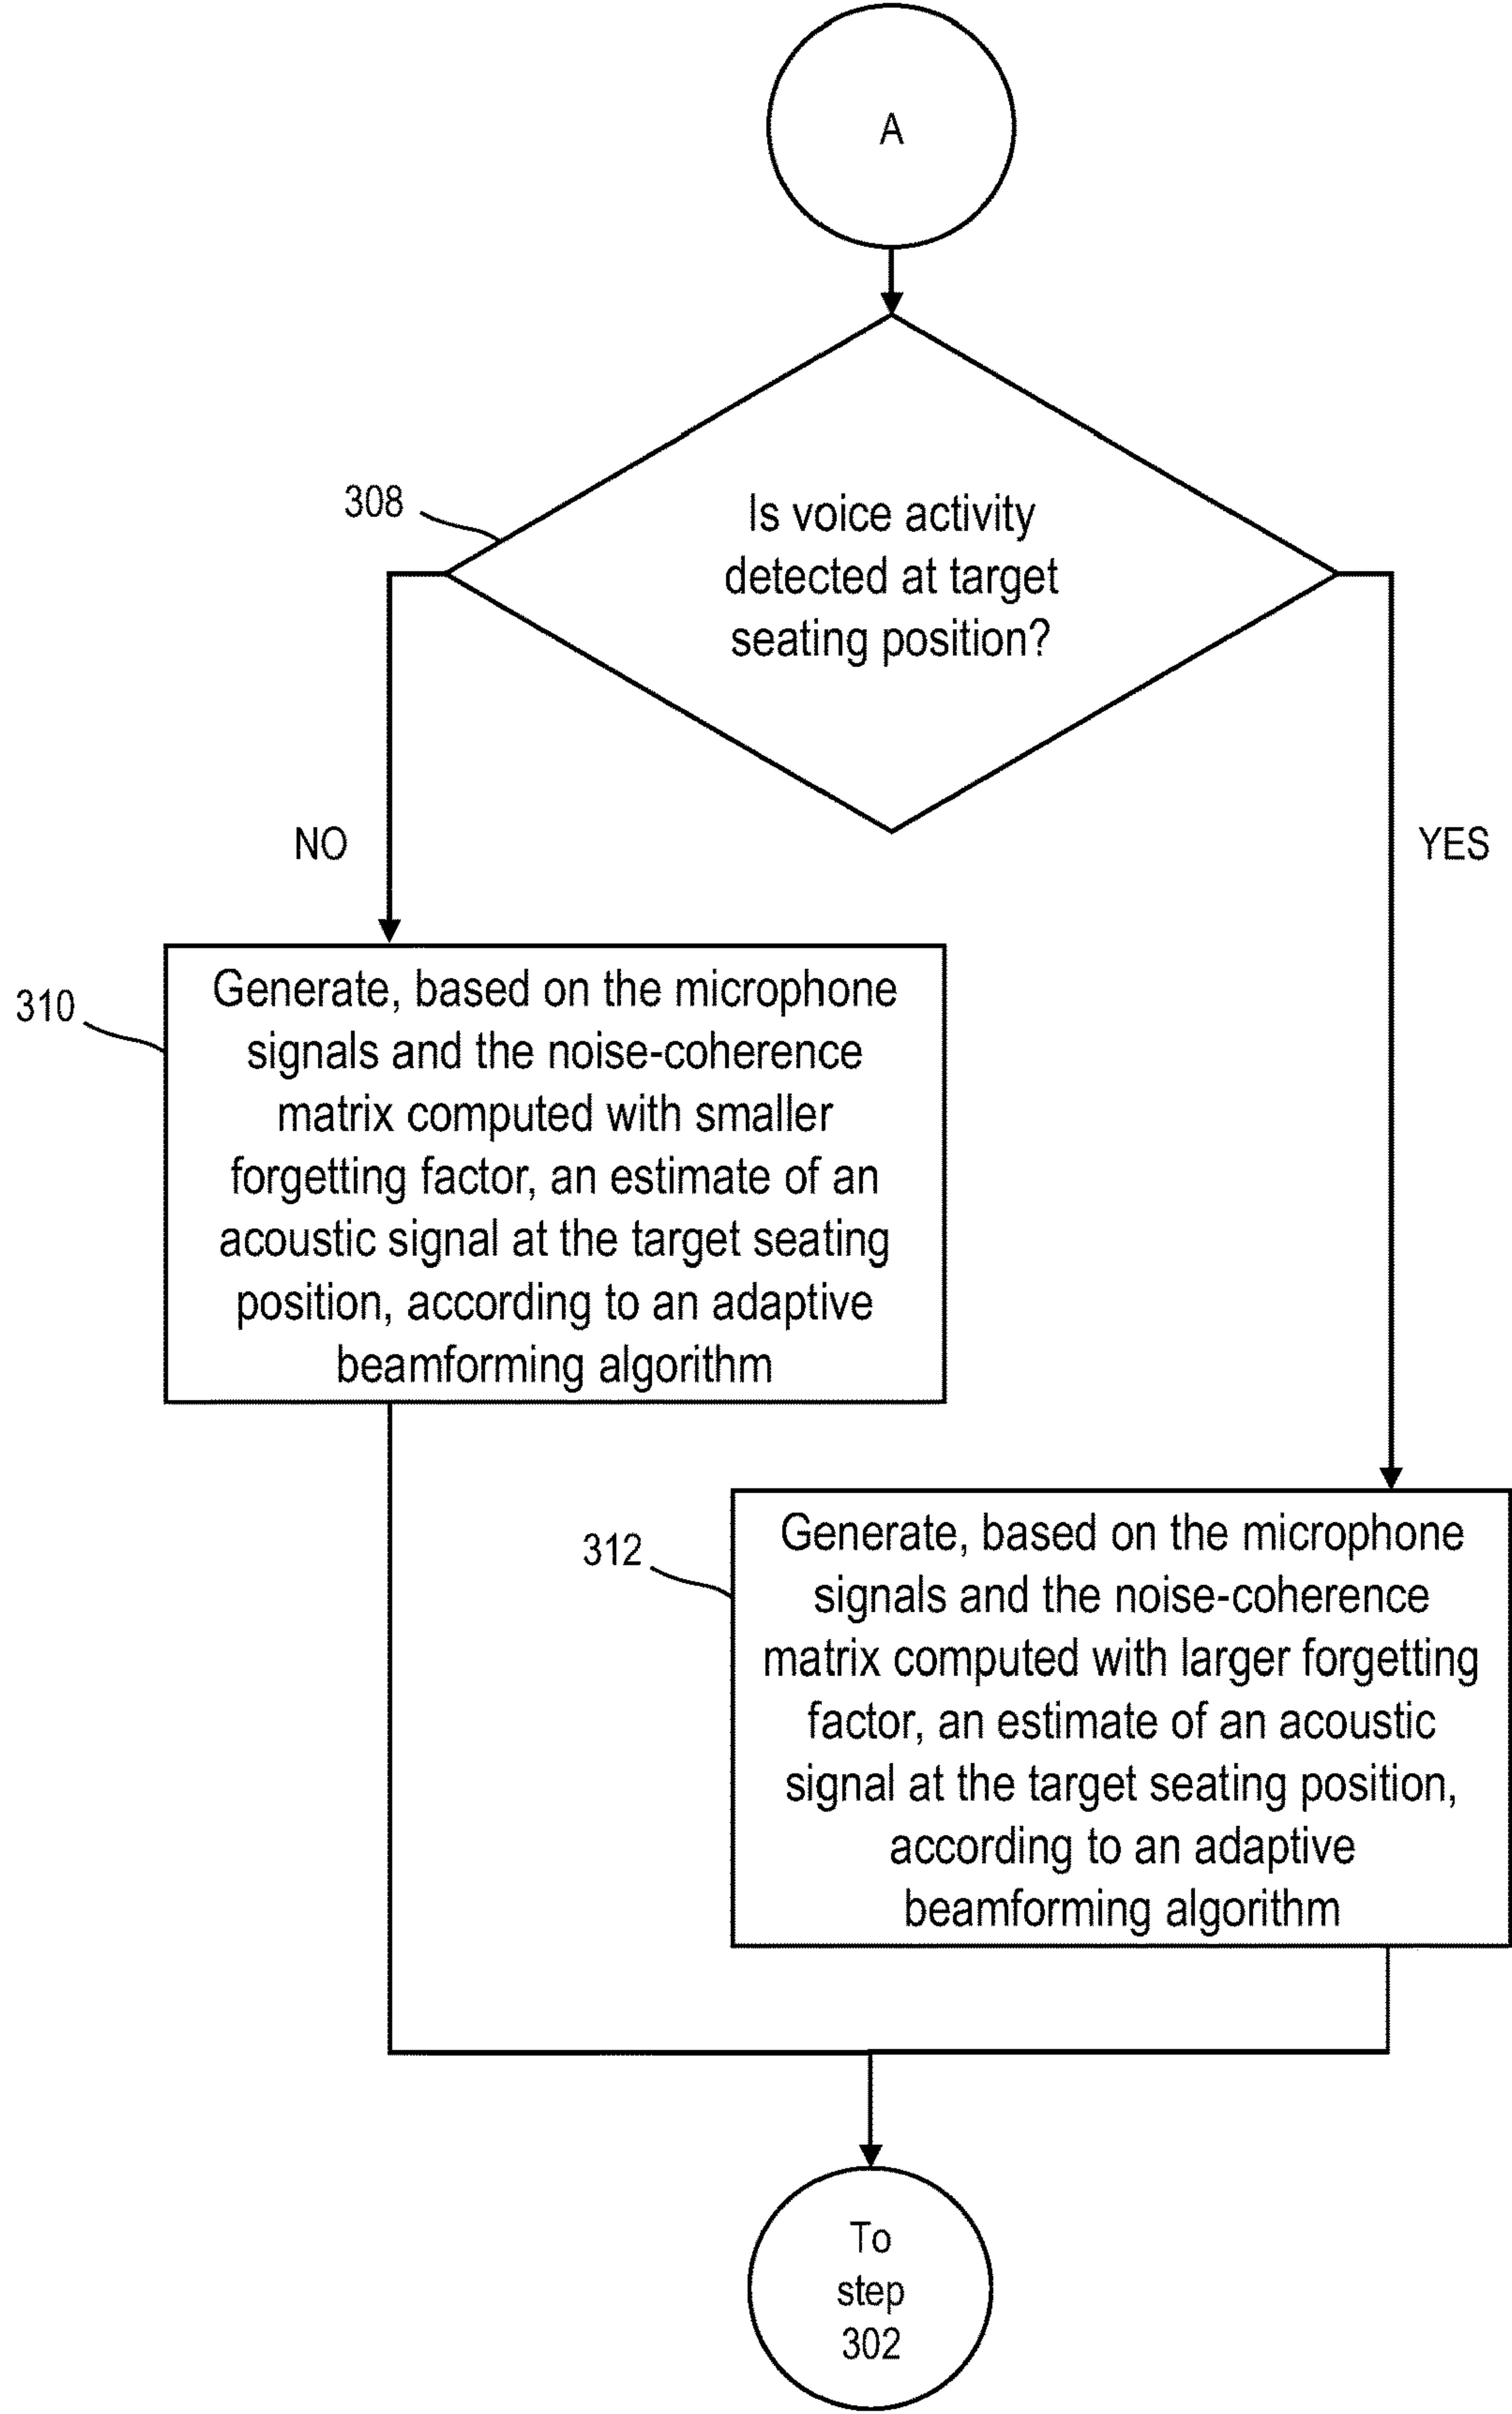 A
308
Is voice activity
detected at target
seating position?
NO
YES
310
Generate, based on the microphone
signals and the noise-coherence
matrix computed with smaller
forgetting factor, an estimate of an
acoustic signal at the target seating
position, according to an adaptive
beamforming algorithm
312
Generate, based on the microphone
signals and the noise-coherence
matrix computed with larger forgetting
factor, an estimate of an acoustic
signal at the target seating position,
according to an adaptive
beamforming algorithm
To
step
302